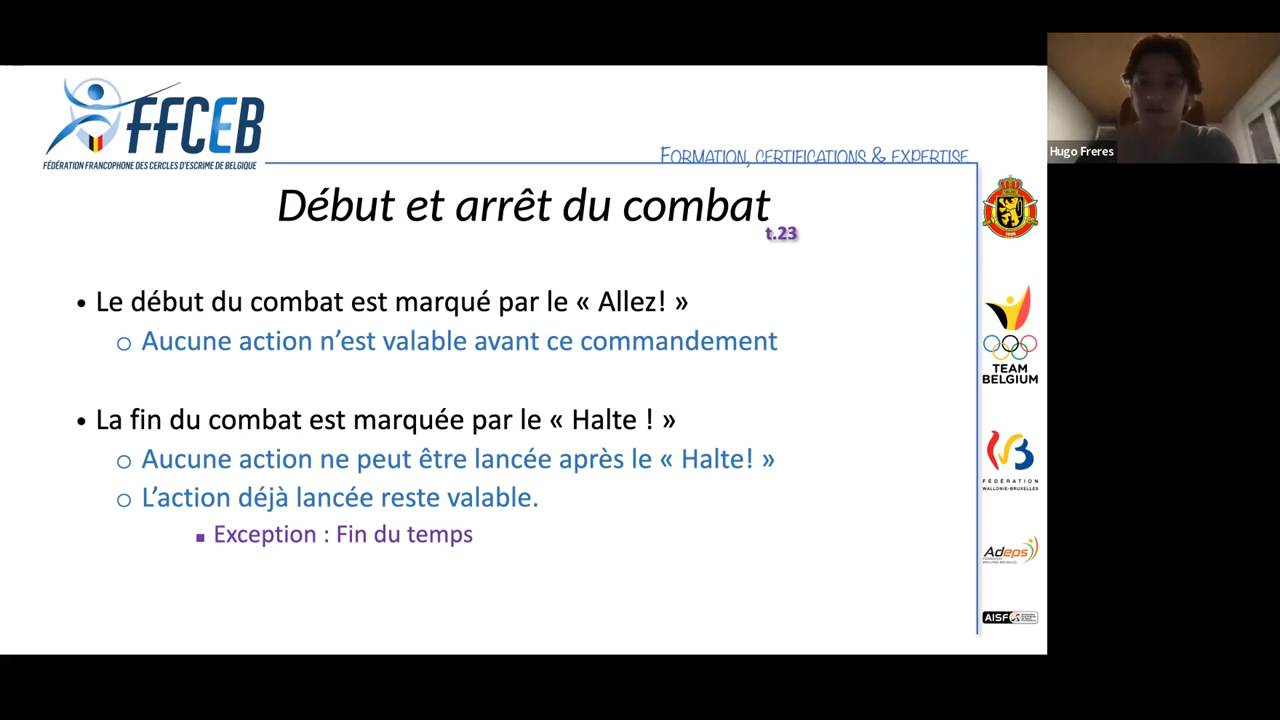 FFCEB
FÉDÉRATION FRANCOPHONE DES CERCLES D'ESCRIME DE BELGIQUE
FORMATION, CERTIFICATIONS & EXPERTISE
Hugo Freres
Début et arrêt du combat
t.23
• Le début du combat est marqué par le « Allez! »
o Aucune action n'est valable avant ce commandement
• La fin du combat est marquée par le « Halte ! »
o Aucune action ne peut être lancée après le « Halte! »
o L'action déjà lancée reste valable.
▪ Exception : Fin du temps
TEAM
BELGIUM
FÉDÉRATION
WALLONIE-BRUXELLES
Adeps
AISF